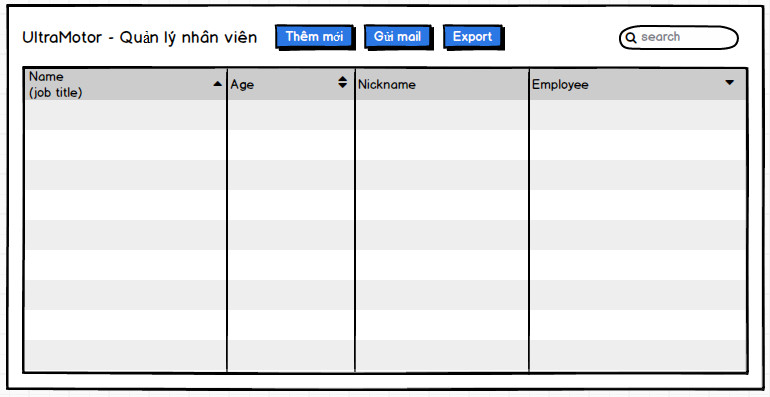 UltraMotor - Quản lý nhân viên
Thêm mới
Gửi mail
Export
search
Name
(job title)
Age
Nickname
Employee